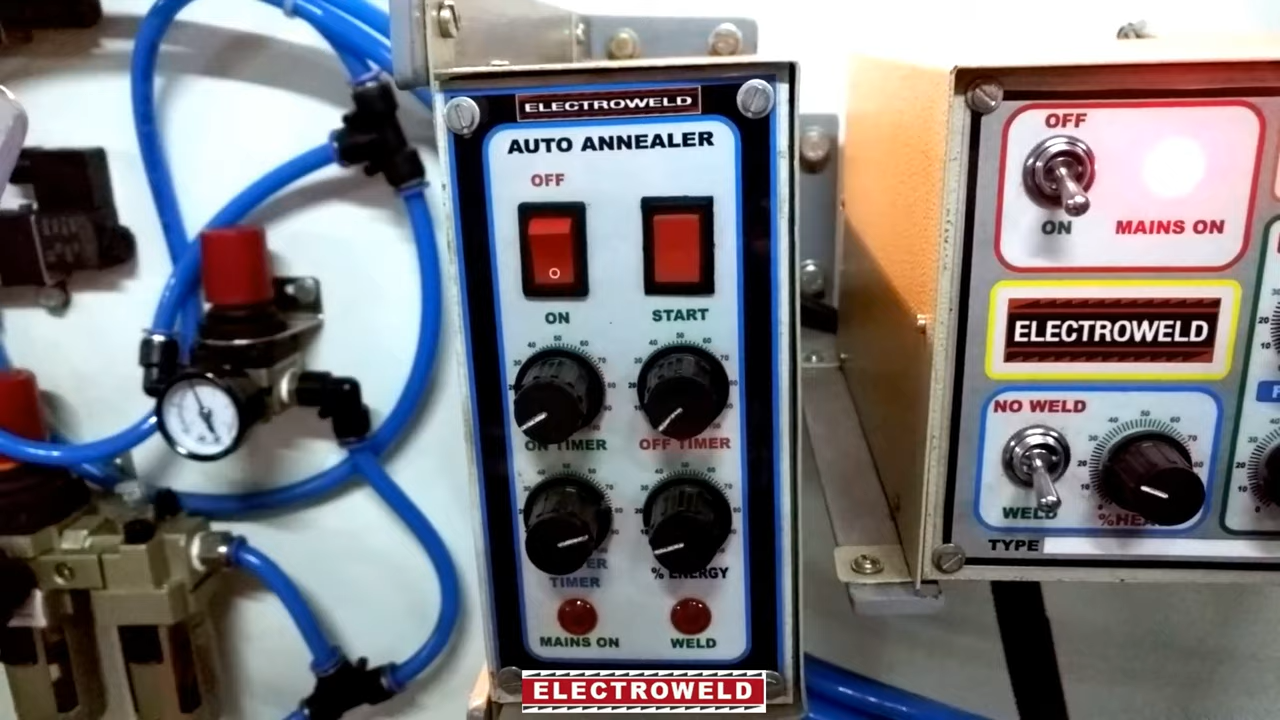 ELECTROWELD
AUTO ANNEALER
OFF
ON
START
ON TIMER
OFF TIMER
TIMER
% ENERGY
MAINS ON
WELD
OFF
ON
MAINS ON
ELECTROWELD
NO WELD
WELD
TYPE
ELECTROWELD